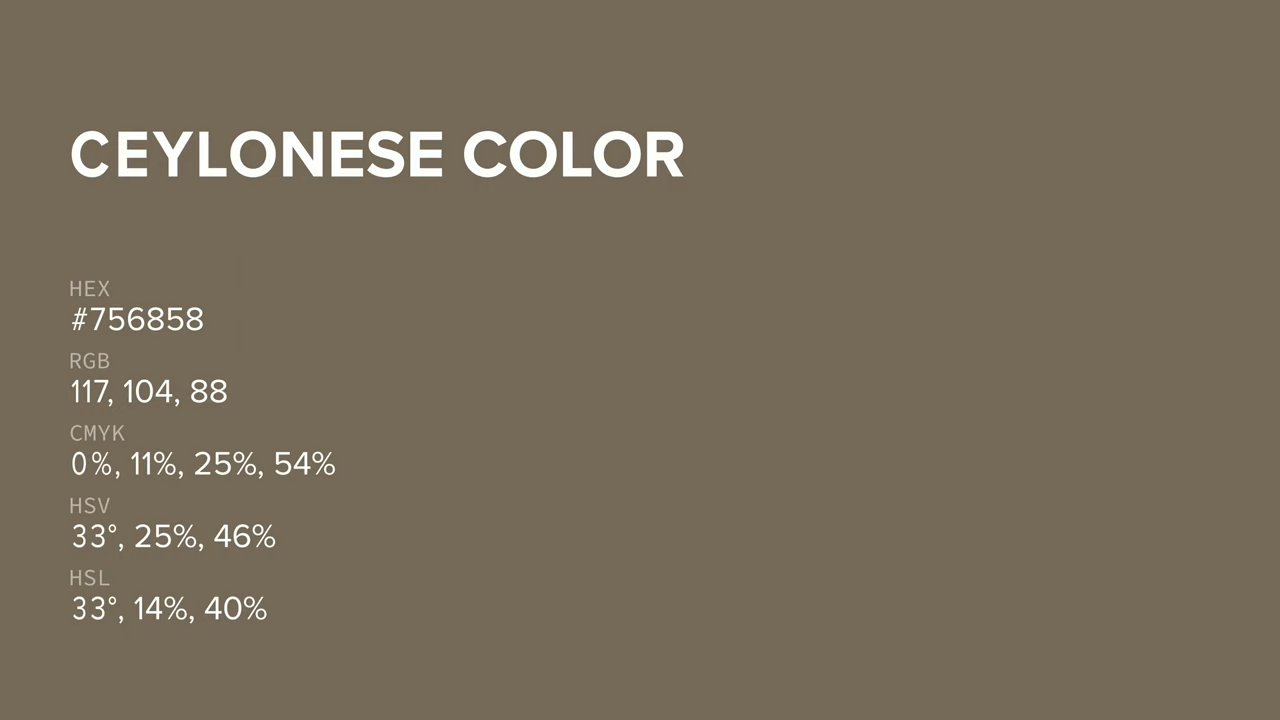 CEYLONESE COLOR
HEX
#756858
RGB
117, 104, 88
CMYK
0%, 11%, 25%, 54%
HSV
33°, 25%, 46%
HSL
33°, 14%, 40%